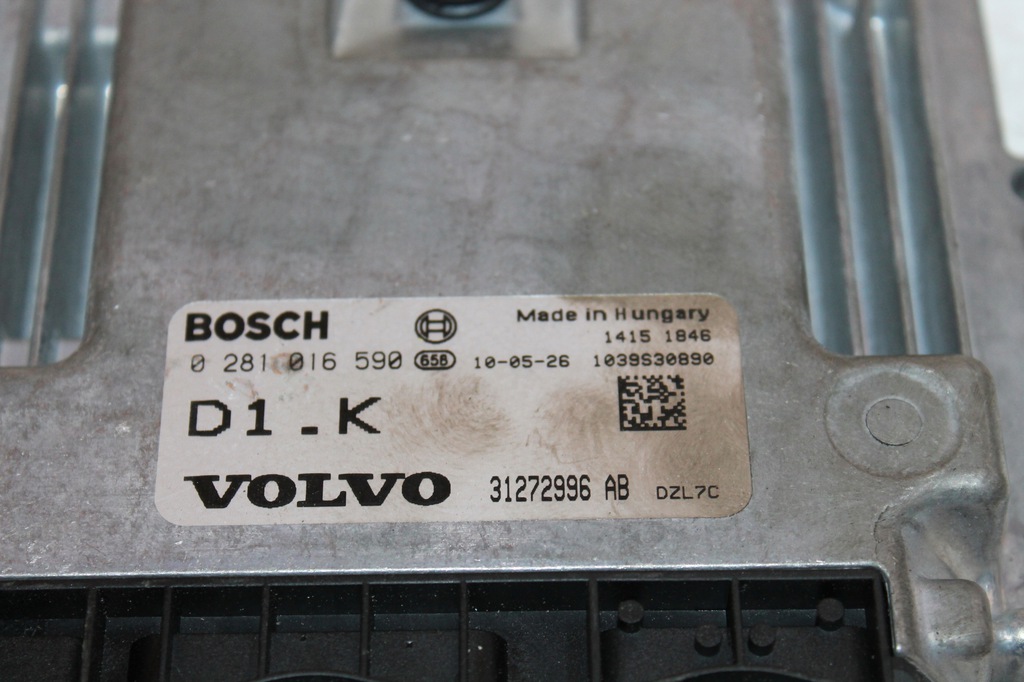 BOSCH Made in Hungary
1415 1846
0 281 016 590 658 10-05-26 1039S30890
D1.K
VOLVO 31272996 AB DZL7C